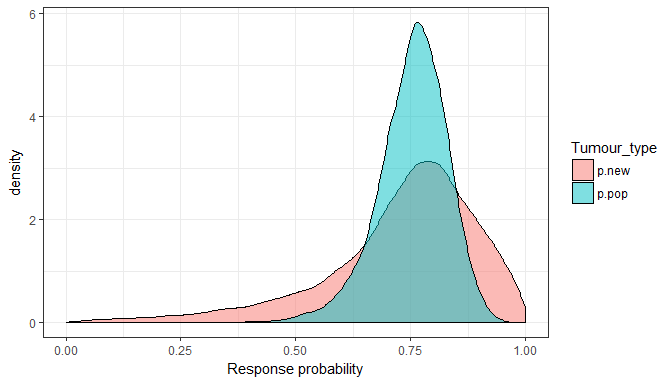 6
4
2
0
density
0.00 0.25 0.50 0.75 1.00
Response probability
Tumour_type
p.new
p.pop